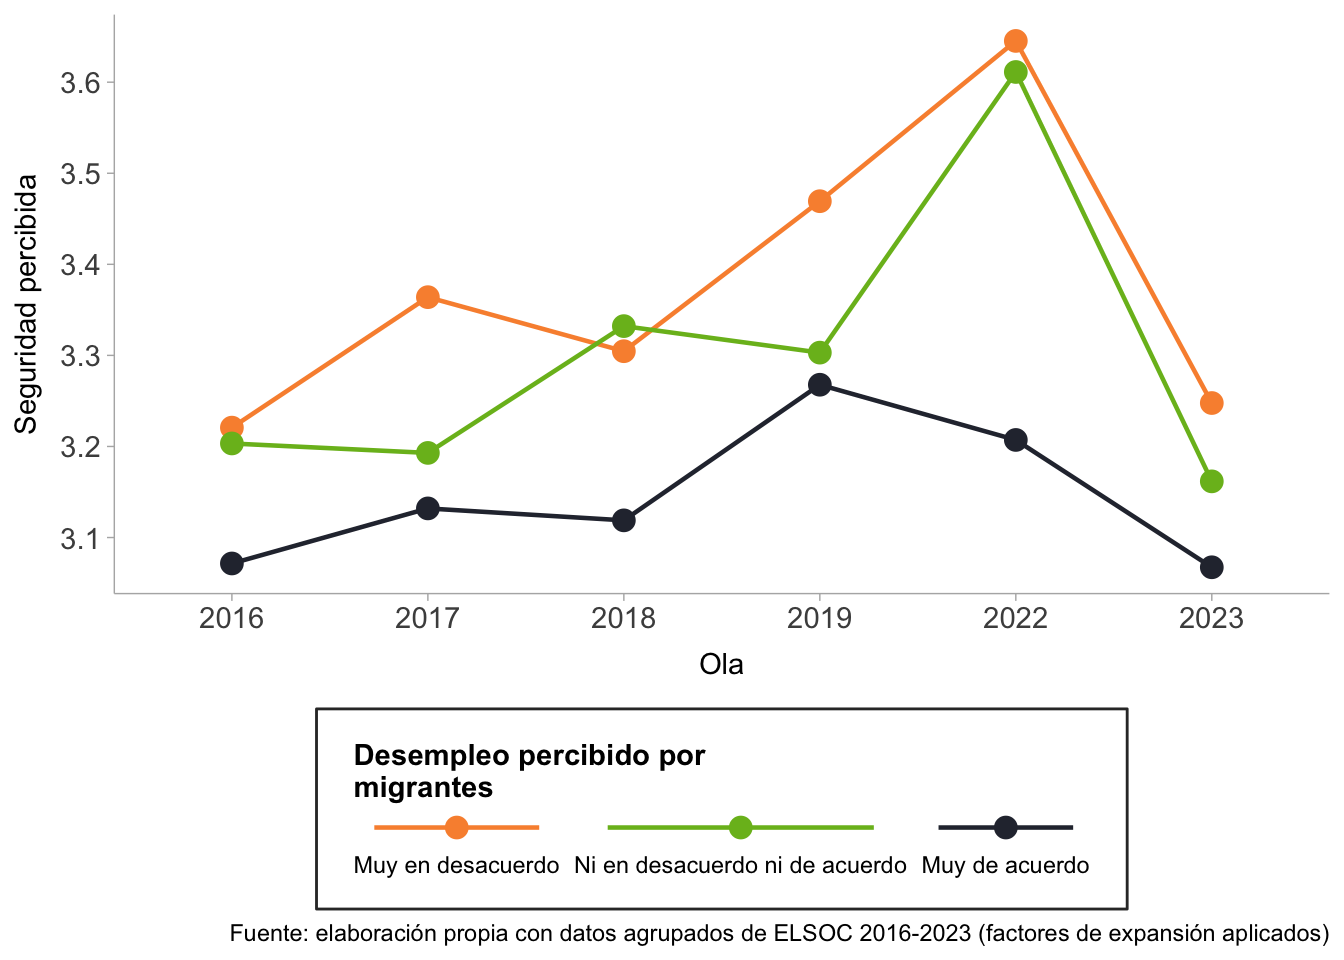 3.6
3.5
3.4
3.3
3.2
3.1
Seguridad percibida
2016 2017 2018 2019 2022 2023
Ola
Desempleo percibido por
migrantes
Muy en desacuerdo Ni en desacuerdo ni de acuerdo Muy de acuerdo
Fuente: elaboración propia con datos agrupados de ELSOC 2016-2023 (factores de expansión aplicados)